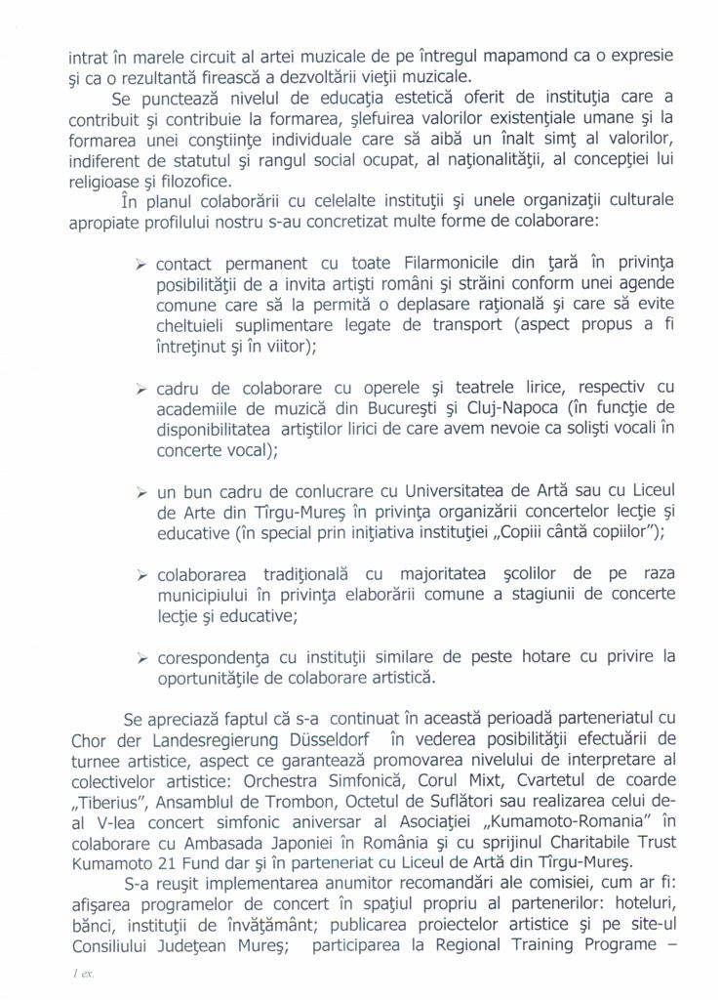 intrat în marele circuit al artei muzicale de pe întregul mapamond ca o expresie
şi ca o rezultantă firească a dezvoltării vieţii muzicale.
Se punctează nivelul de educaţia estetică oferit de instituţia care a
contribuit şi contribuie la formarea, şlefuirea valorilor existenţiale umane şi la
formarea unei conştiinţe individuale care să aibă un înalt simţ al valorilor,
indiferent de statutul şi rangul social ocupat, al naţionalităţii, al concepţiei lui
religioase şi filozofice.
În planul colaborării cu celelalte instituţii şi unele organizaţii culturale
apropiate profilului nostru s-au concretizat multe forme de colaborare:
➢ contact permanent cu toate Filarmonicile din ţară în privinţa
posibilităţii de a invita artişti români şi străini conform unei agende
comune care să la permită o deplasare raţională şi care să evite
cheltuieli suplimentare legate de transport (aspect propus a fi
întreţinut şi în viitor);
➢ cadru de colaborare cu operele şi teatrele lirice, respectiv cu
academiile de muzică din Bucureşti şi Cluj-Napoca (în funcţie de
disponibilitatea artiştilor lirici de care avem nevoie ca solişti vocali în
concerte vocal);
➢ un bun cadru de conlucrare cu Universitatea de Artă sau cu Liceul
de Arte din Tîrgu-Mureş în privinţa organizării concertelor lecţie şi
educative (în special prin iniţiativa instituţiei „Copiii cântă copiilor");
➢ colaborarea tradiţională cu majoritatea şcolilor de pe raza
municipiului în privinţa elaborării comune a stagiunii de concerte
lecţie şi educative;
➢ corespondenţa cu instituţii similare de peste hotare cu privire la
oportunităţile de colaborare artistică.
Se apreciază faptul că s-a continuat în această perioadă parteneriatul cu
Chor der Landesregierung Düsseldorf în vederea posibilităţii efectuării de
turnee artistice, aspect ce garantează promovarea nivelului de interpretare al
colectivelor artistice: Orchestra Simfonică, Corul Mixt, Cvartetul de coarde
„Tiberius", Ansamblul de Trombon, Octetul de Suflători sau realizarea celui de-
al V-lea concert simfonic aniversar al Asociaţiei „Kumamoto-Romania" în
colaborare cu Ambasada Japoniei în România şi cu sprijinul Charitabile Trust
Kumamoto 21 Fund dar şi în parteneriat cu Liceul de Artă din Tîrgu-Mureş.
S-a reuşit implementarea anumitor recomandări ale comisiei, cum ar fi:
afişarea programelor de concert în spaţiul propriu al partenerilor: hoteluri,
bănci, instituţii de învăţământ; publicarea proiectelor artistice şi pe site-ul
Consiliului Judeţean Mureş; participarea la Regional Training Programe –
1 ex.